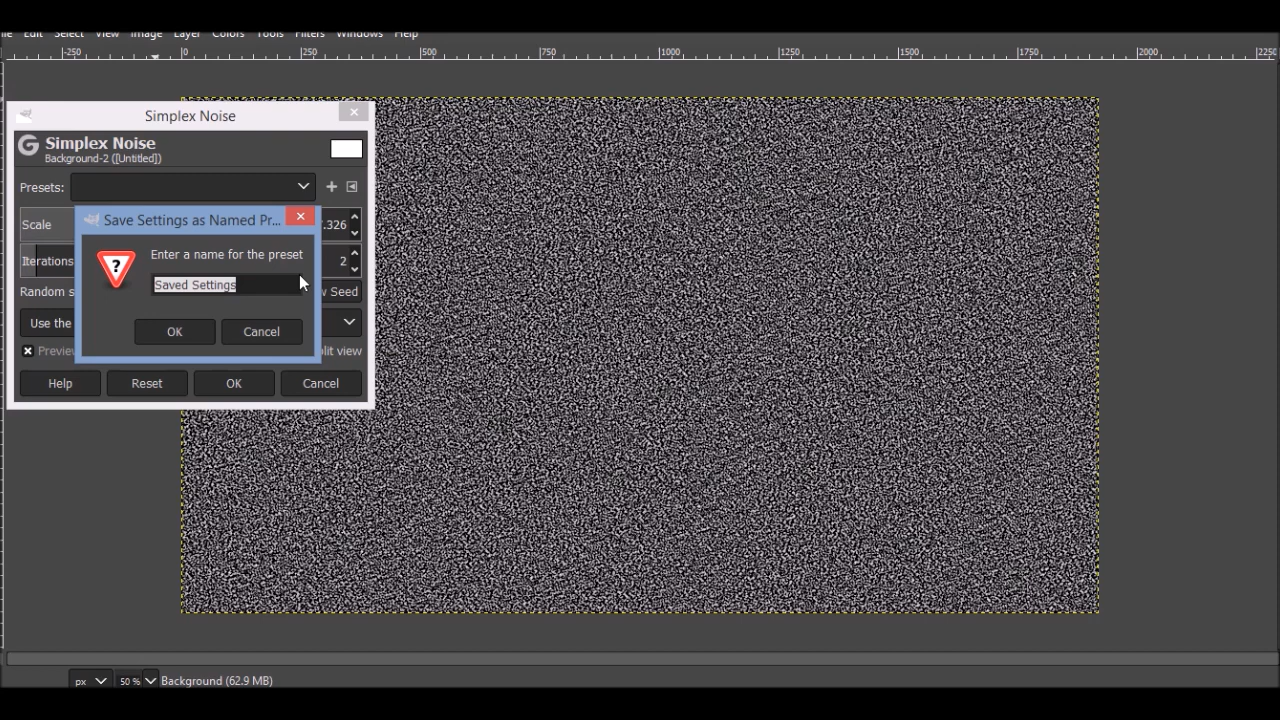 Edit Select View Image Layer Colors Tools Filters Windows Help
-250 0 250 500 750 1000 1250 1500 1750 2000 2250
Simplex Noise
Simplex Noise
Background-2 ([Untitled])
Presets:
Save Settings as Named Pr...
Scale .326
Enter a name for the preset
Iterations 2
Saved Settings
Random s w Seed
Use the
OK Cancel
Preview lit view
Help Reset OK Cancel
px 50 % Background (62.9 MB)